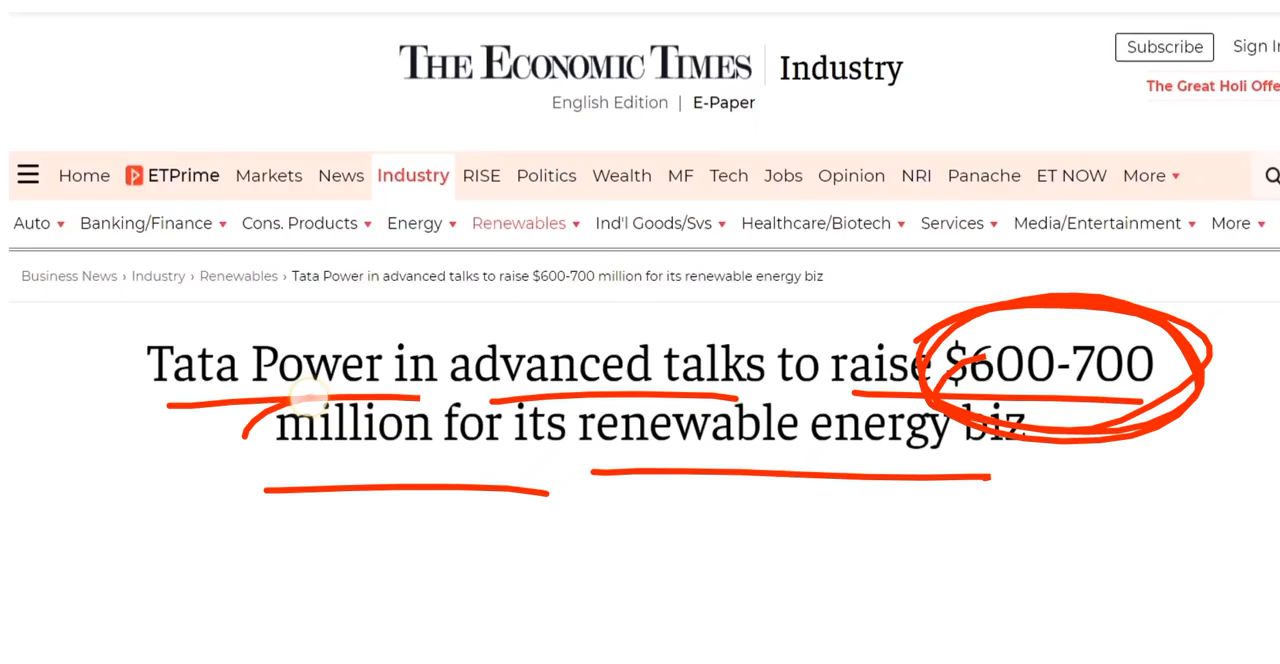 Subscribe Sign
The Great Holi
THE ECONOMIC TIMES Industry
English Edition | E-Paper
Home ETPrime Markets News Industry RISE Politics Wealth MF Tech Jobs Opinion NRI Panache ET NOW More
Auto Banking/Finance Cons. Products Energy Renewables Ind'l Goods/Svs Healthcare/Biotech Services Media/Entertainment More
Business News › Industry › Renewables › Tata Power in advanced talks to raise $600-700 million for its renewable energy biz
Tata Power in advanced talks to raise $600-700
million for its renewable energy biz